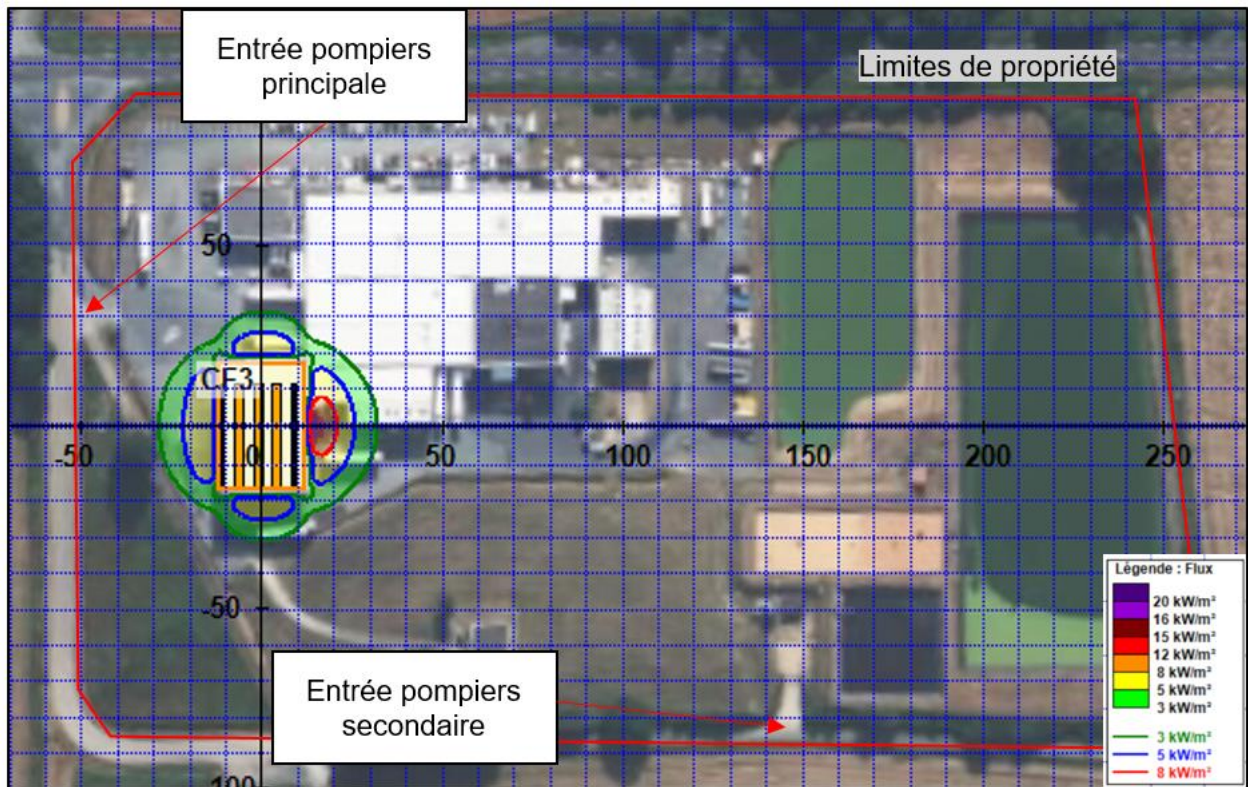 Entrée pompiers
principale
Limites de propriété
50
CF3
-50 0 50 100 150 200 250
-50
Légende : Flux
20 kW/m²
16 kW/m²
15 kW/m²
12 kW/m²
8 kW/m²
5 kW/m²
3 kW/m²
3 kW/m²
5 kW/m²
8 kW/m²
Entrée pompiers
secondaire
-100